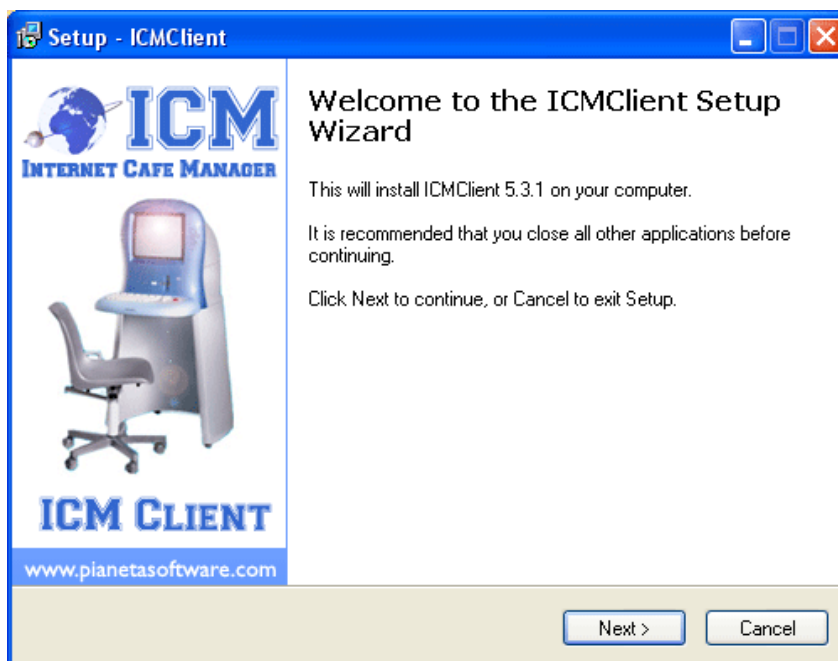 Setup - ICMClient
ICM
INTERNET CAFE MANAGER
ICM CLIENT
www.pianetasoftware.com
Welcome to the ICMClient Setup
Wizard
This will install ICMClient 5.3.1 on your computer.
It is recommended that you close all other applications before
continuing.
Click Next to continue, or Cancel to exit Setup.
Next >
Cancel